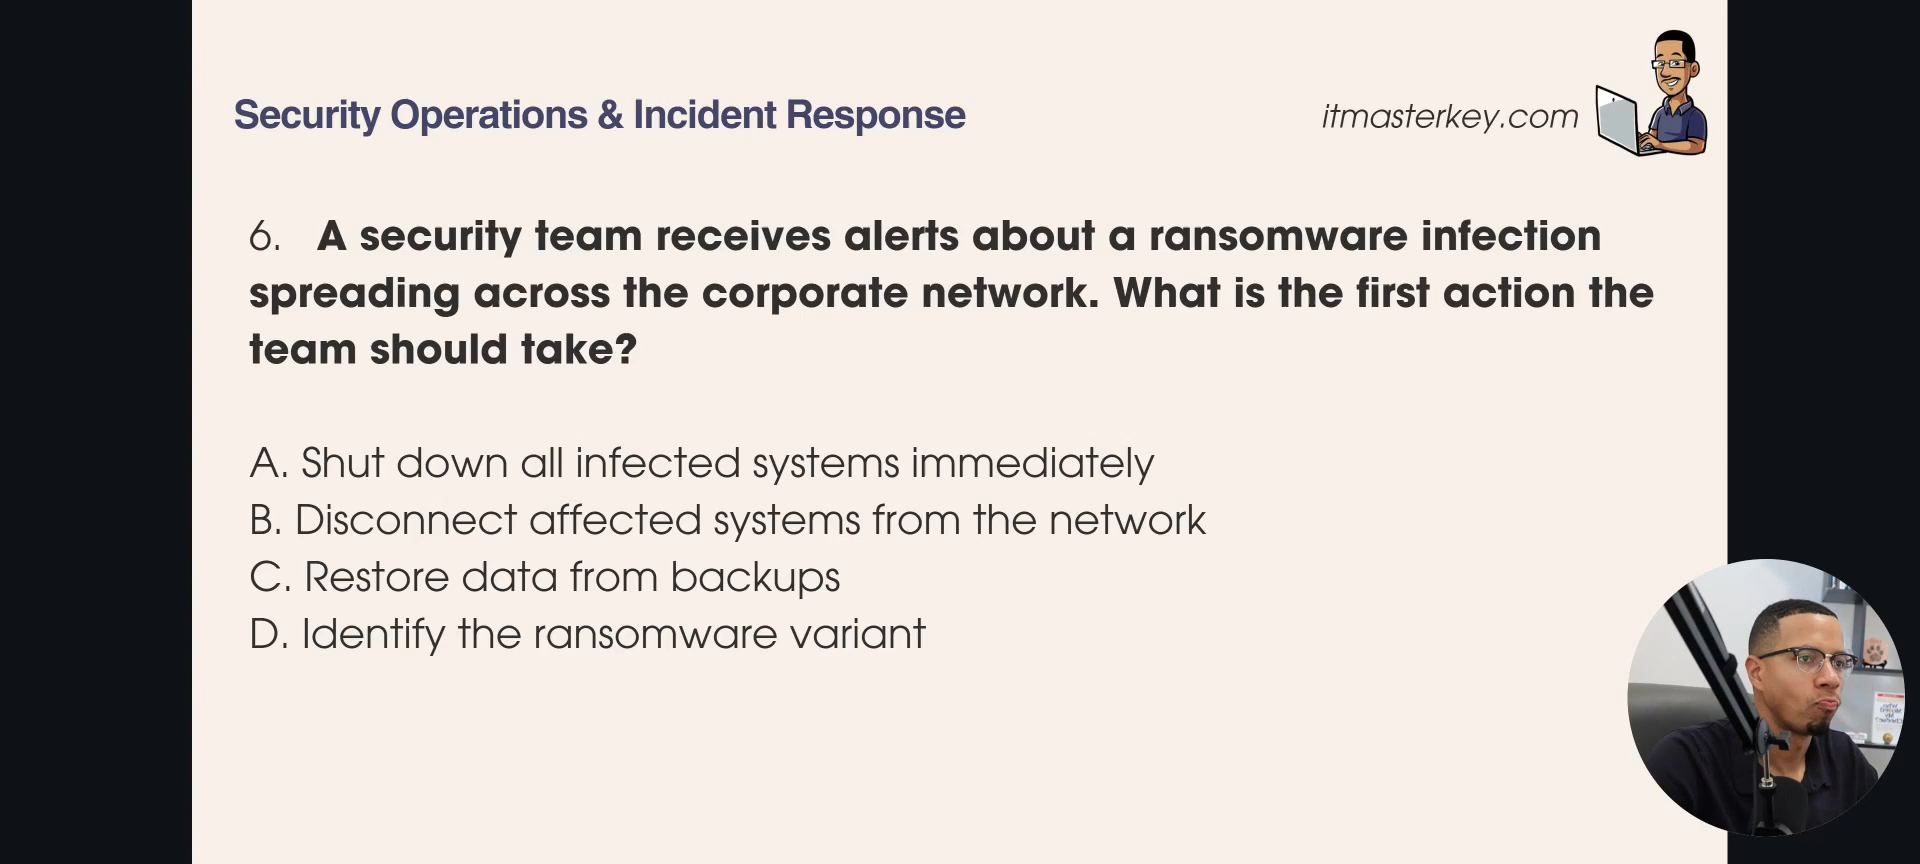 Security Operations & Incident Response
itmasterkey.com
6. A security team receives alerts about a ransomware infection
spreading across the corporate network. What is the first action the
team should take?
A. Shut down all infected systems immediately
B. Disconnect affected systems from the network
C. Restore data from backups
D. Identify the ransomware variant